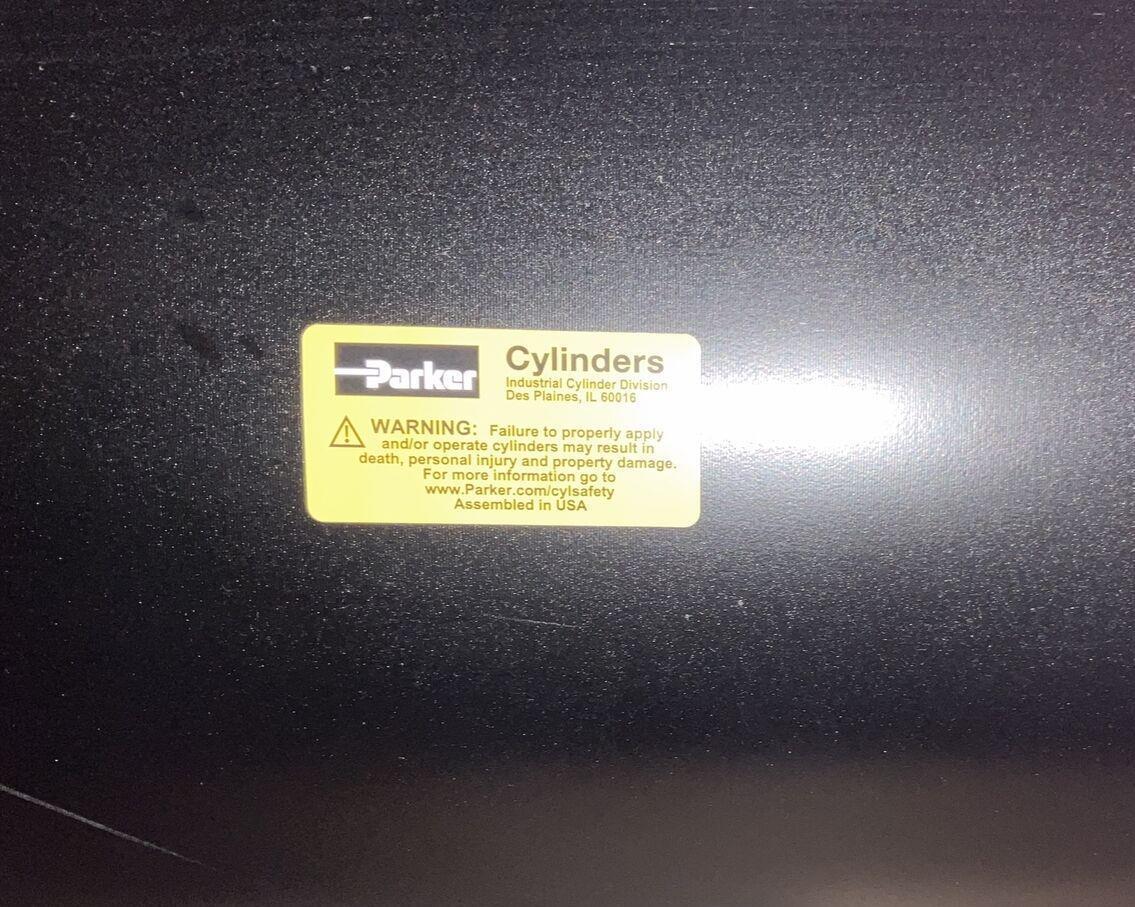 Parker
Cylinders
Industrial Cylinder Division
Des Plaines, IL 60016
WARNING: Failure to properly apply
and/or operate cylinders may result in
death, personal injury and property damage.
For more information go to
www.Parker.com/cylsafety
Assembled in USA